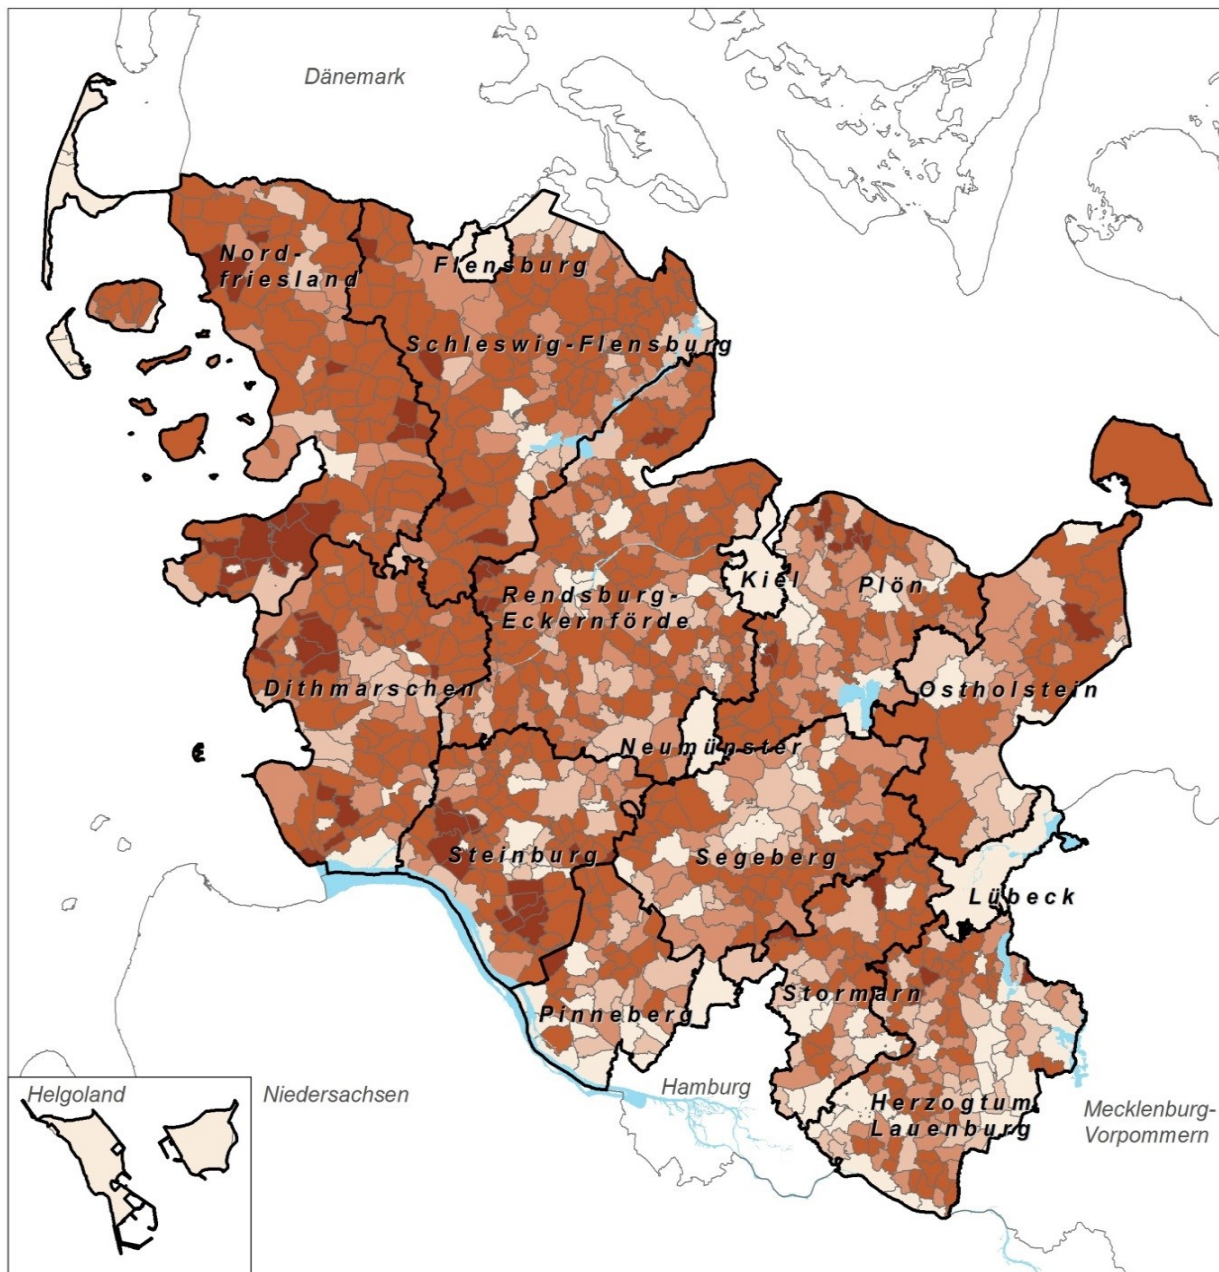 Dänemark
Nord-
friesland
Flensburg
Schleswig-Flensburg
Kiel
Plön
Rendsburg-
Eckernförde
Dithmarschen
Ostholstein
Neumünster
Steinburg
Segeberg
Lübeck
Stormarn
Pinneberg
Helgoland
Niedersachsen
Hamburg
Herzogtum
Lauenburg
Mecklenburg-
Vorpommern